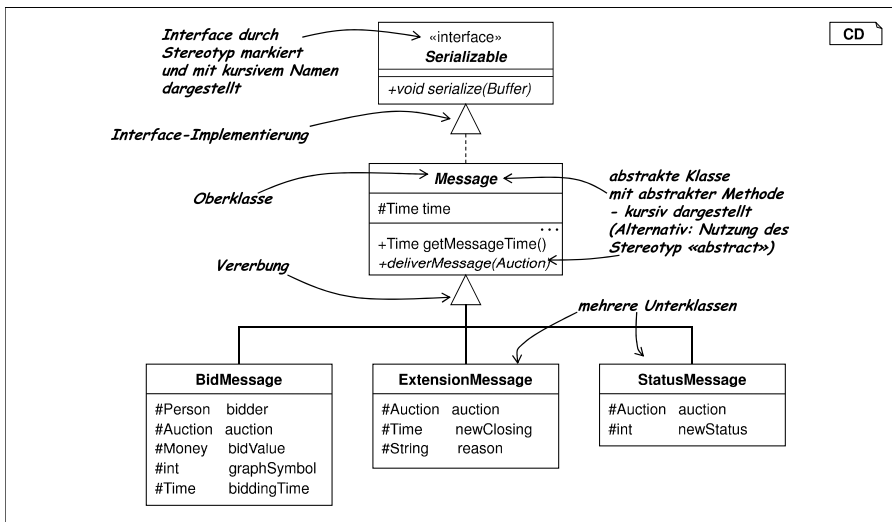 CD
Interface durch
Stereotyp markiert
und mit kursivem Namen
dargestellt
«interface»
Serializable
+void serialize(Buffer)
Interface-Implementierung
Oberklasse
Message
#Time time
...
+Time getMessageTime()
+deliverMessage(Auction)
abstrakte Klasse
mit abstrakter Methode
- kursiv dargestellt
(Alternativ: Nutzung des
Stereotyp «abstract»)
Vererbung
mehrere Unterklassen
BidMessage
#Person bidder
#Auction auction
#Money bidValue
#int graphSymbol
#Time biddingTime
ExtensionMessage
#Auction auction
#Time newClosing
#String reason
StatusMessage
#Auction auction
#int newStatus